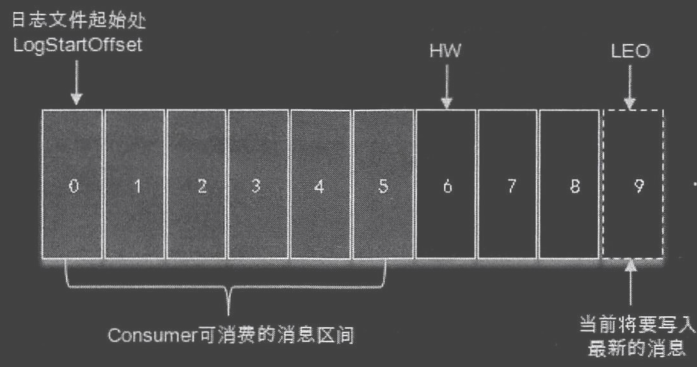 日志文件起始处
LogStartOffset
HW
LEO
0 1 2 3 4 5 6 7 8 9
Consumer可消费的消息区间
当前将要写入
最新的消息